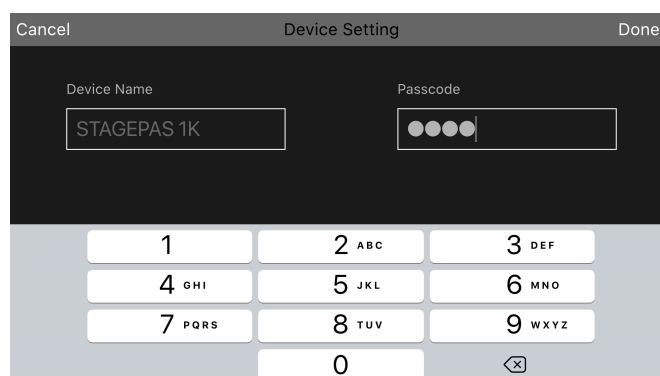 Cancel Device Setting Done
Device Name Passcode
STAGEPAS 1K ●●●●
1 2 ABC 3 DEF
4 GHI 5 JKL 6 MNO
7 PQRS 8 TUV 9 WXYZ
0